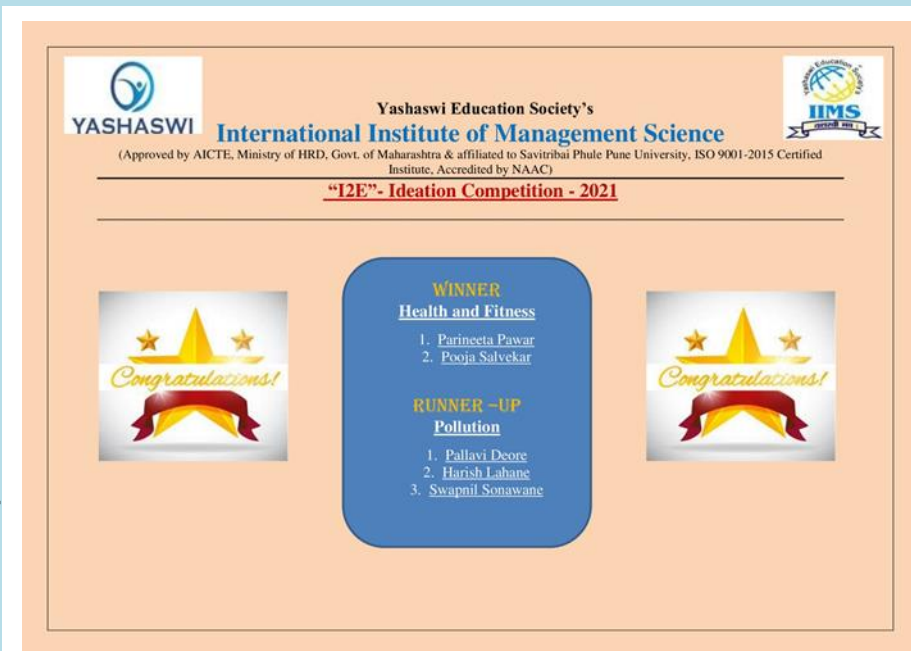 YASHASWI
Yashaswi Education Society
IIMS
Yashaswi Education Society's
International Institute of Management Science
(Approved by AICTE, Ministry of HRD, Govt. of Maharashtra & affiliated to Savitribai Phule Pune University, ISO 9001-2015 Certified
Institute, Accredited by NAAC)
“I2E”- Ideation Competition - 2021
WINNER
Health and Fitness
1. Parineeta Pawar
2. Pooja Salvekar
RUNNER –UP
Pollution
1. Pallavi Deore
2. Harish Lahane
3. Swapnil Sonawane
Congratulations!
Congratulations!